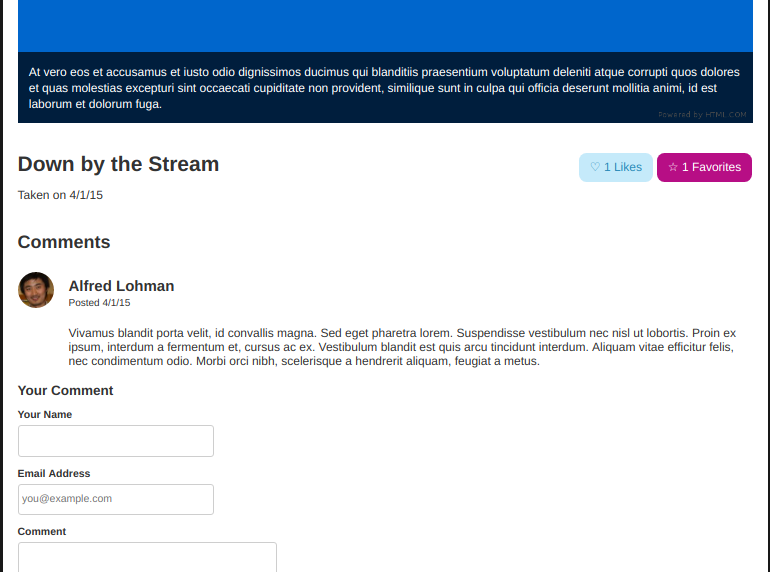 At vero eos et accusamus et iusto odio dignissimos ducimus qui blanditiis praesentium voluptatum deleniti atque corrupti quos dolores
et quas molestias excepturi sint occaecati cupiditate non provident, similique sunt in culpa qui officia deserunt mollitia animi, id est
laborum et dolorum fuga.
Powered by HTML.COM
Down by the Stream
♡ 1 Likes
☆ 1 Favorites
Taken on 4/1/15
Comments
Alfred Lohman
Posted 4/1/15
Vivamus blandit porta velit, id convallis magna. Sed eget pharetra lorem. Suspendisse vestibulum nec nisl ut lobortis. Proin ex
ipsum, interdum a fermentum et, cursus ac ex. Vestibulum blandit est quis arcu tincidunt interdum. Aliquam vitae efficitur felis,
nec condimentum odio. Morbi orci nibh, scelerisque a hendrerit aliquam, feugiat a metus.
Your Comment
Your Name
Email Address
you@example.com
Comment